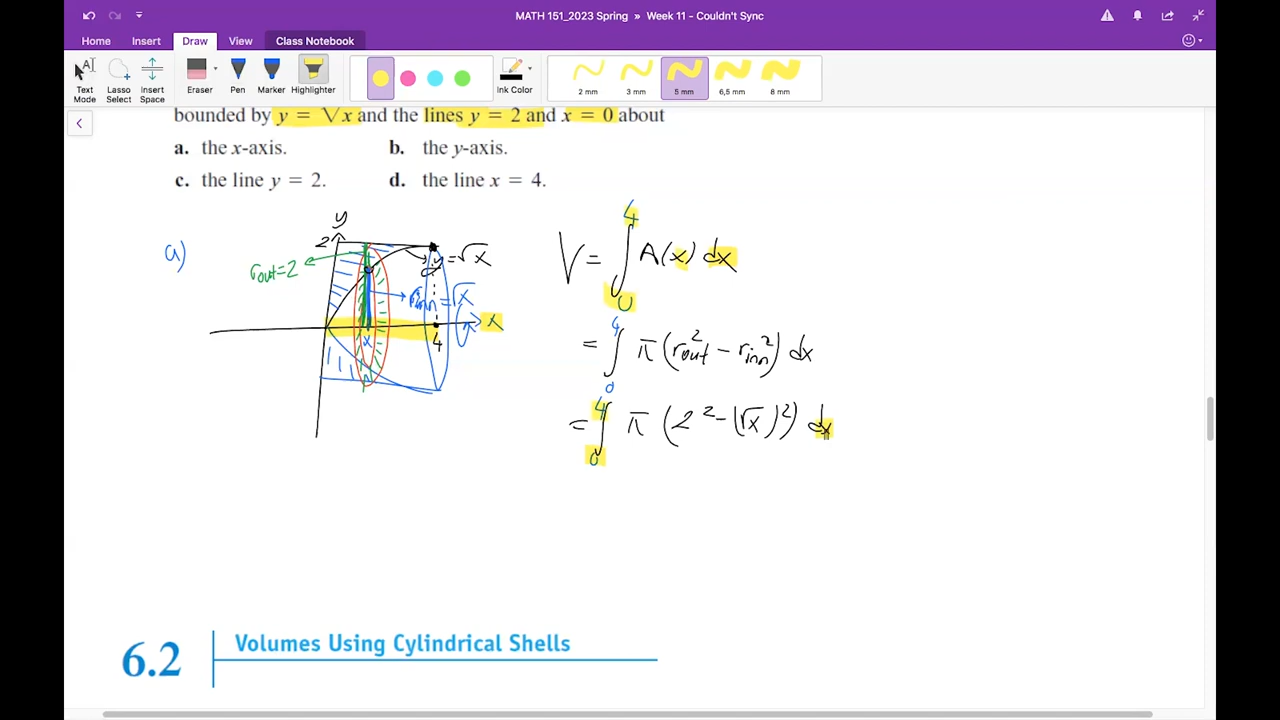 MATH 151_2023 Spring » Week 11 - Couldn't Sync
Home Insert Draw View Class Notebook
Text Mode Lasso Select Insert Space Eraser Pen Marker Highlighter Ink Color 2 mm 3 mm 5 mm 6,5 mm 8 mm
bounded by y = √x and the lines y = 2 and x = 0 about
a. the x-axis. b. the y-axis.
c. the line y = 2. d. the line x = 4.
a)
y
2
y=√x
r_out=2
r_inn=√x
x
x
4
V = ∫₀⁴ A(x) dx
= ∫₀⁴ π (r_out² − r_inn²) dx
= ∫₀⁴ π (2² − (√x)²) dx
6.2 Volumes Using Cylindrical Shells